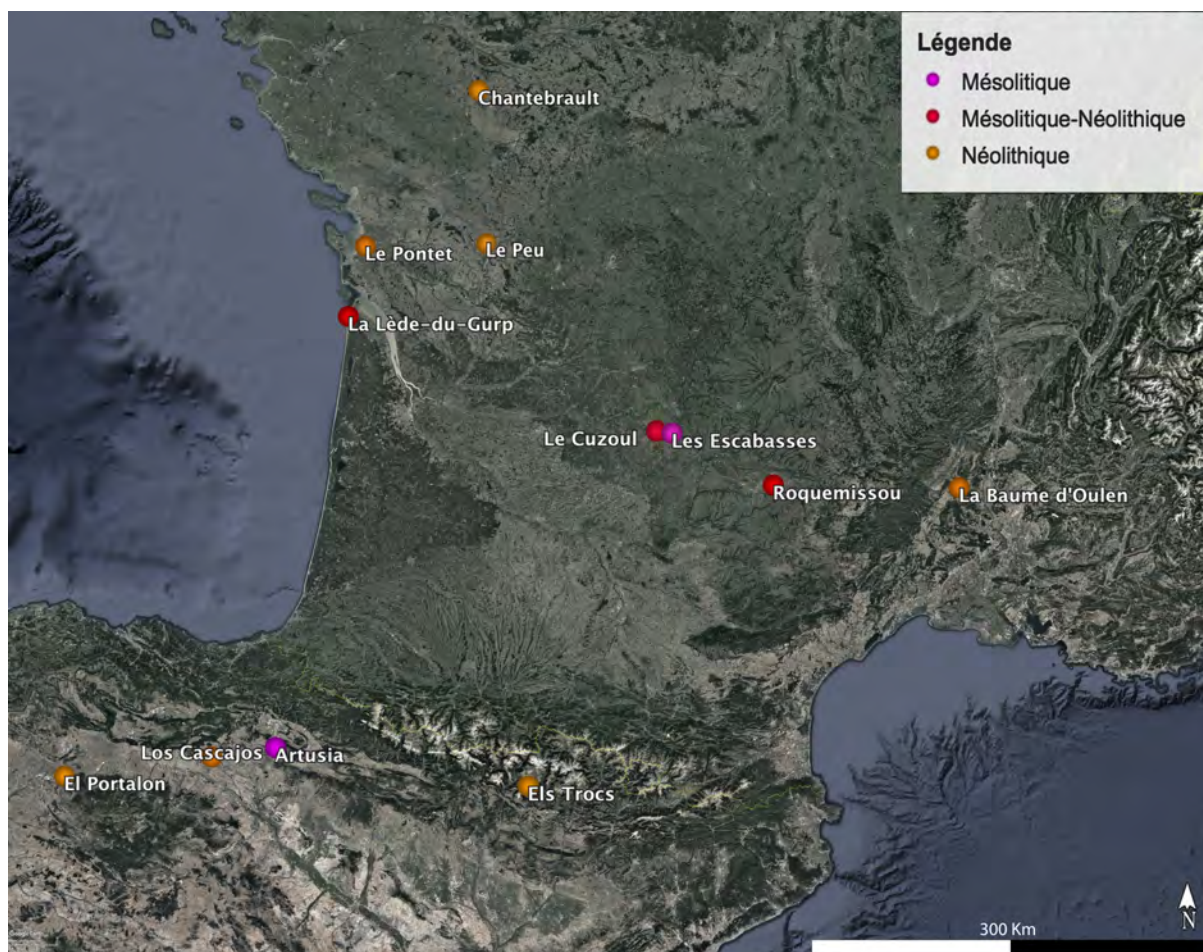 Légende
Mésolitique
Mésolitique-Néolithique
Néolithique
Chantebrault
Le Pontet
Le Peu
La Lède-du-Gurp
Le Cuzoul
Les Escabasses
Roquemissou
La Baume d'Oulen
Los Cascajos
Artusia
El Portalon
Els Trocs
300 Km
N